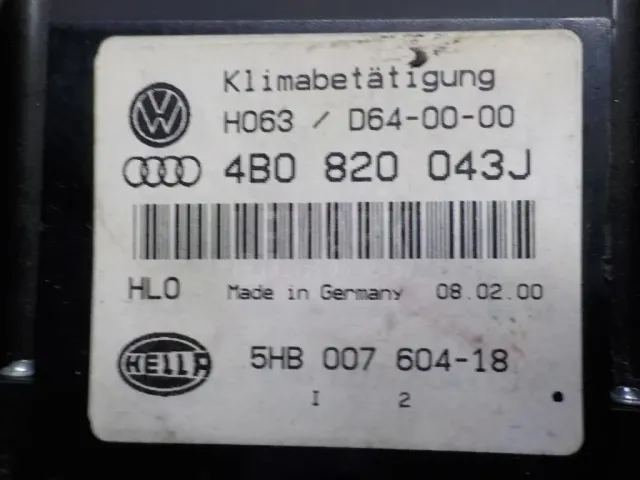 Klimabetätigung
H063 / D64-00-00
4B0 820 043J
HLO Made in Germany 08.02.00
HELLA 5HB 007 604-18
I 2